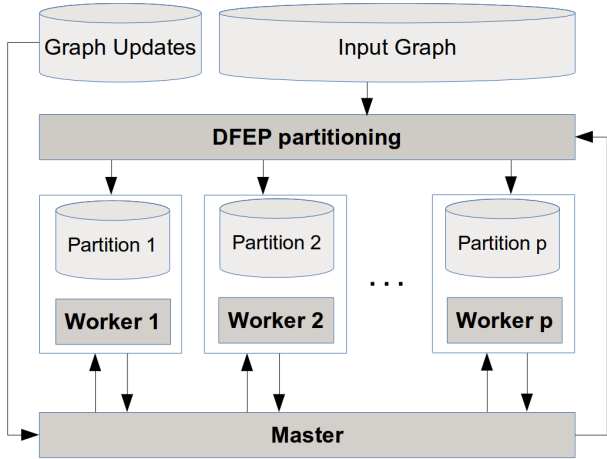 Graph Updates
Input Graph
DFEP partitioning
Partition 1
Partition 2
Partition p
. . .
Worker 1
Worker 2
Worker p
Master